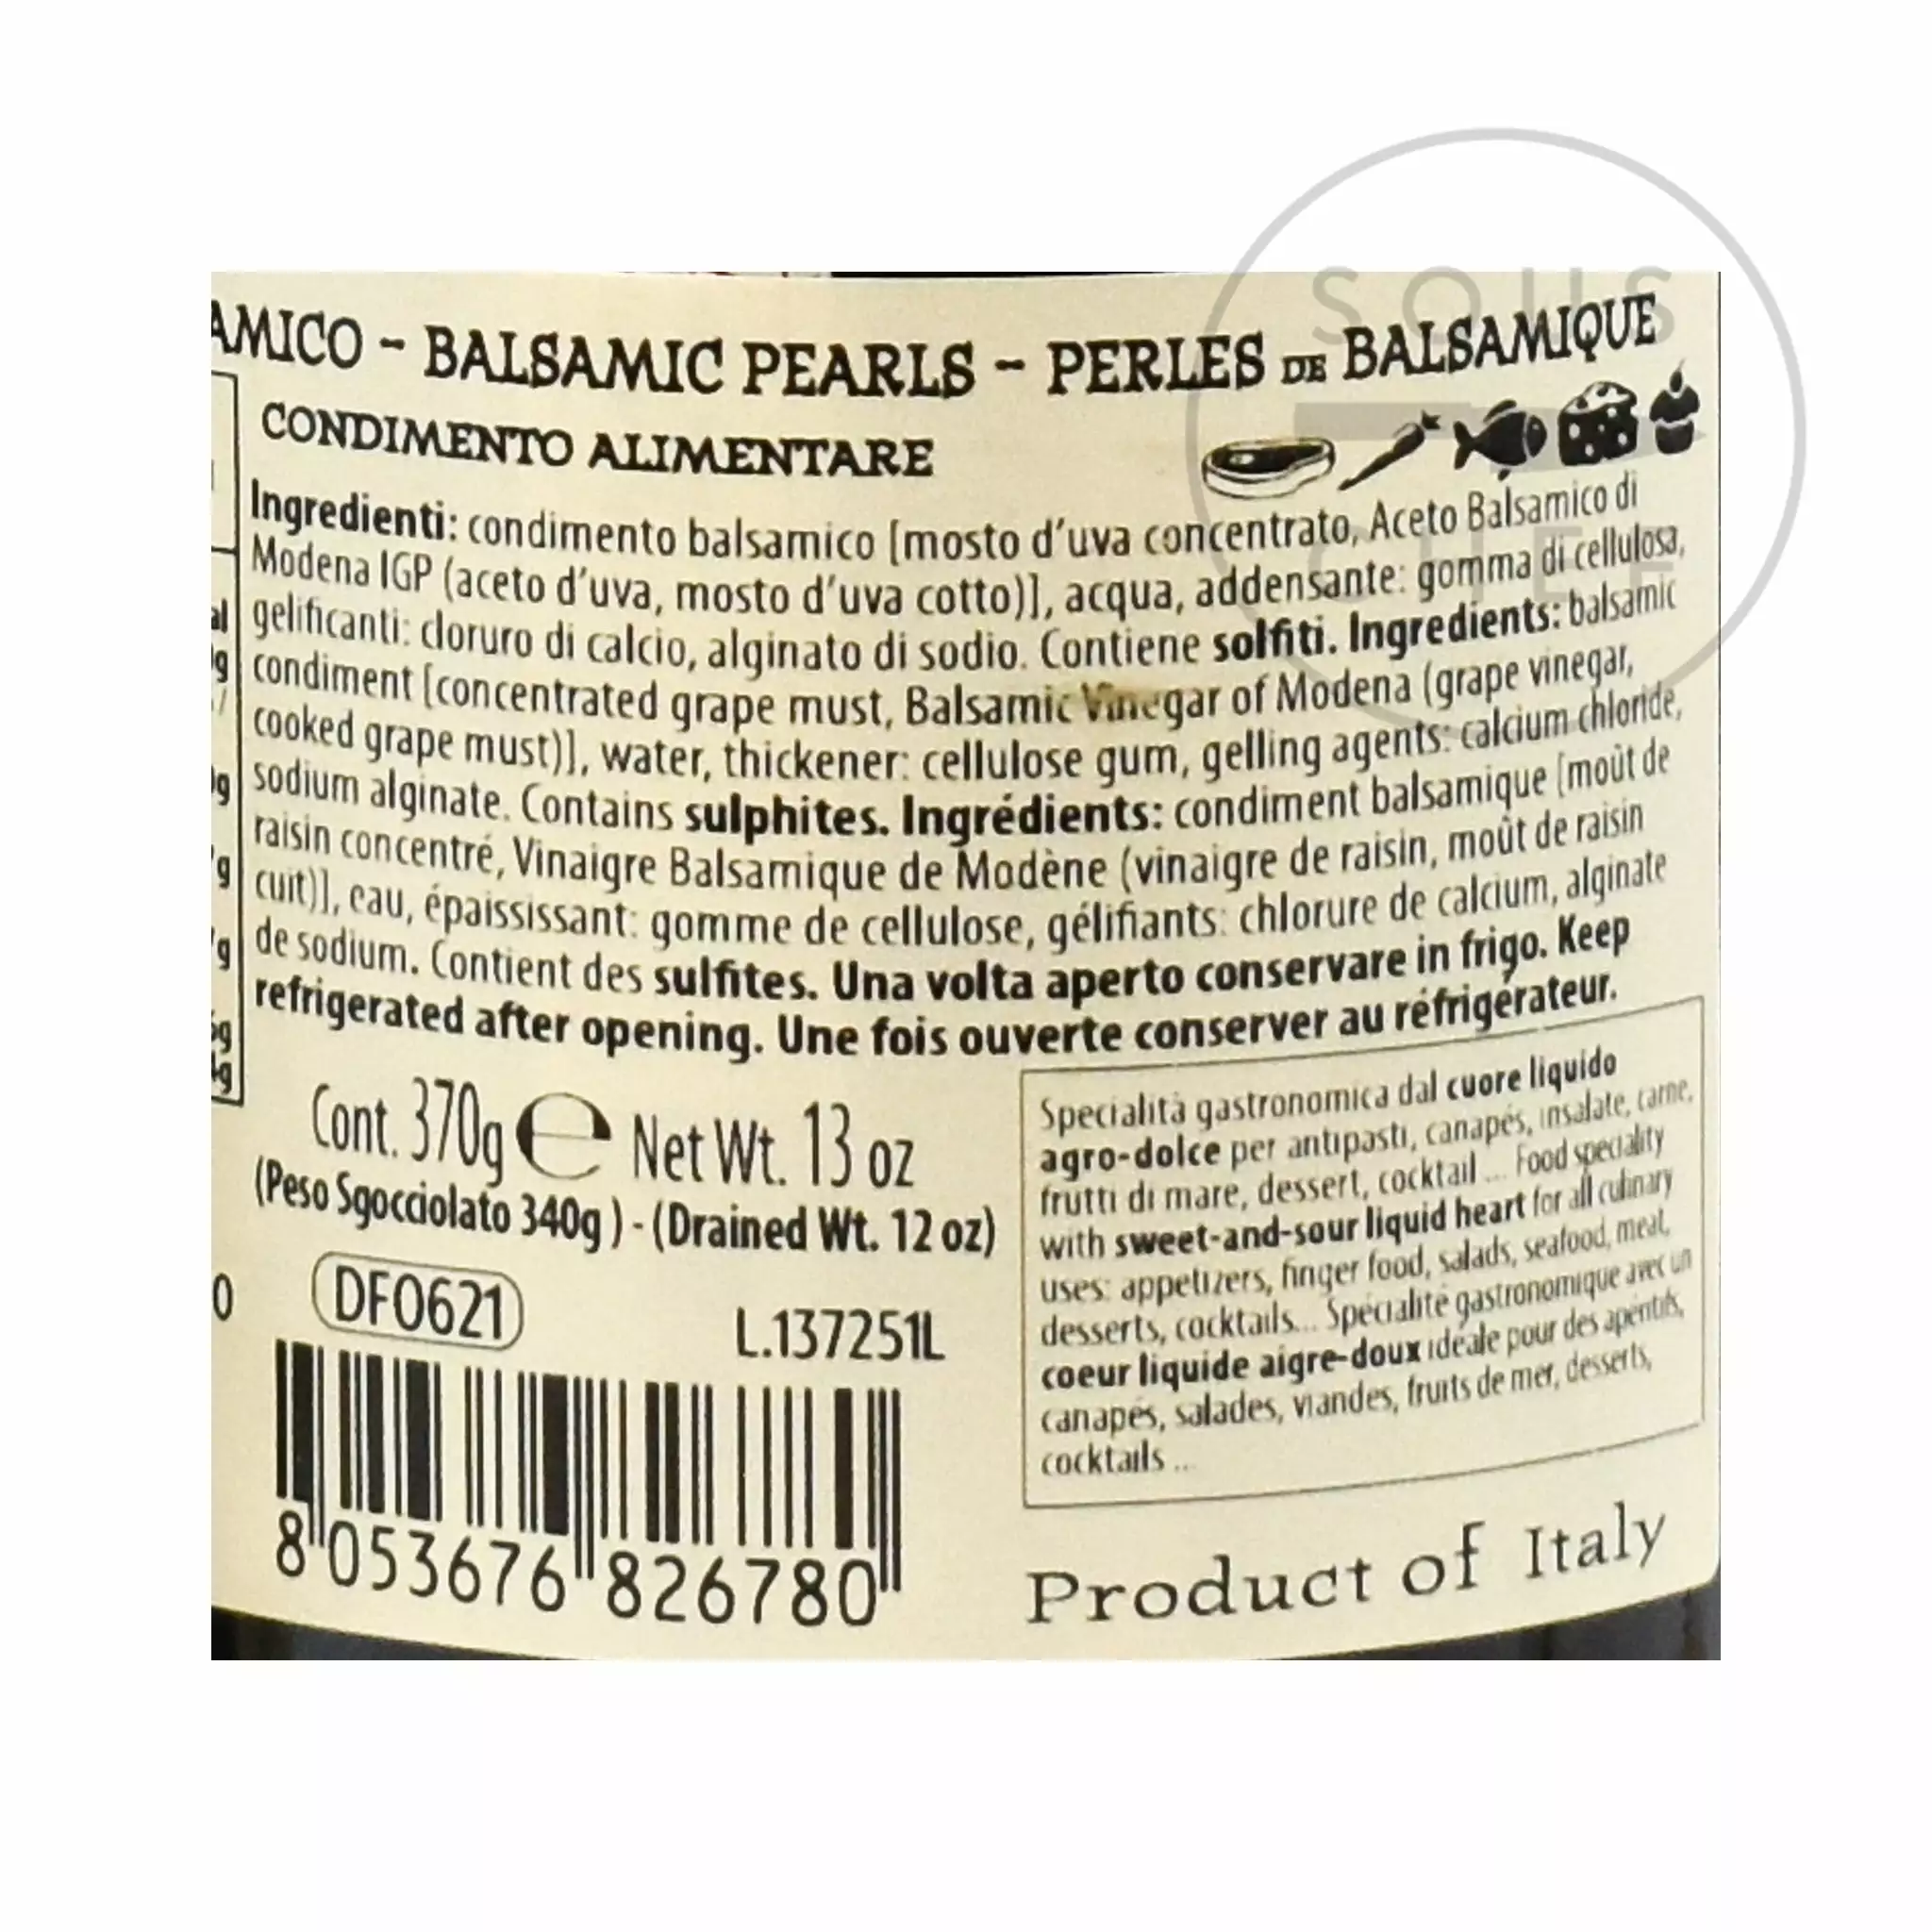 AMICO - BALSAMIC PEARLS - PERLES DE BALSAMIQUE
CONDIMENTO ALIMENTARE
Ingredienti: condimento balsamico [mosto d'uva concentrato, Aceto Balsamico di
Modena IGP (aceto d'uva, mosto d'uva cotto)], acqua, addensante: gomma di cellulosa,
gelificanti: cloruro di calcio, alginato di sodio. Contiene solfiti. Ingredients: balsamic
condiment [concentrated grape must, Balsamic Vinegar of Modena (grape vinegar,
cooked grape must)], water, thickener: cellulose gum, gelling agents: calcium chloride,
sodium alginate. Contains sulphites. Ingrédients: condiment balsamique [moût de
raisin concentré, Vinaigre Balsamique de Modène (vinaigre de raisin, moût de raisin
cuit)], eau, épaississant: gomme de cellulose, gélifiants: chlorure de calcium, alginate
de sodium. Contient des sulfites. Una volta aperto conservare in frigo. Keep
refrigerated after opening. Une fois ouverte conserver au réfrigérateur.
Cont. 370g e Net Wt. 13 oz
(Peso Sgocciolato 340g ) - (Drained Wt. 12 oz)
DF0621
L.137251L
8 053676 826780
Specialità gastronomica dal cuore liquido
agro-dolce per antipasti, canapés, insalate, carne,
frutti di mare, dessert, cocktail ... Food speciality
with sweet-and-sour liquid heart for all culinary
uses: appetizers, finger food, salads, seafood, meat,
desserts, cocktails... Spécialité gastronomique avec un
coeur liquide aigre-doux idéale pour des apéritifs,
canapés, salades, viandes, fruits de mer, desserts,
cocktails ...
Product of Italy
SOUS